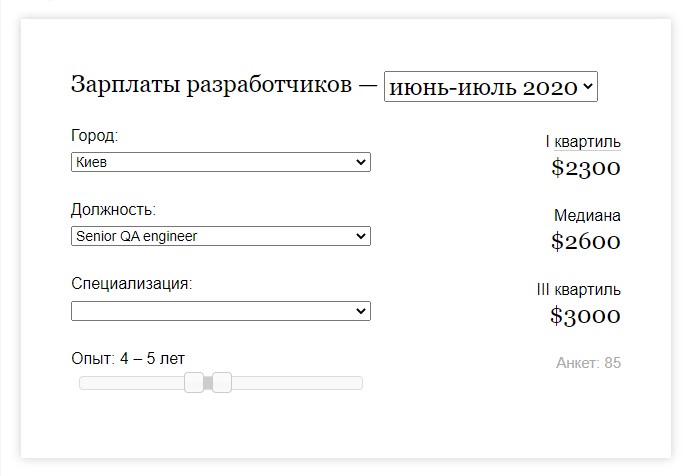 Зарплаты разработчиков — июнь-июль 2020
Город:
Киев
Должность:
Senior QA engineer
Специализация:
Опыт: 4 – 5 лет
I квартиль
$2300
Медиана
$2600
III квартиль
$3000
Анкет: 85